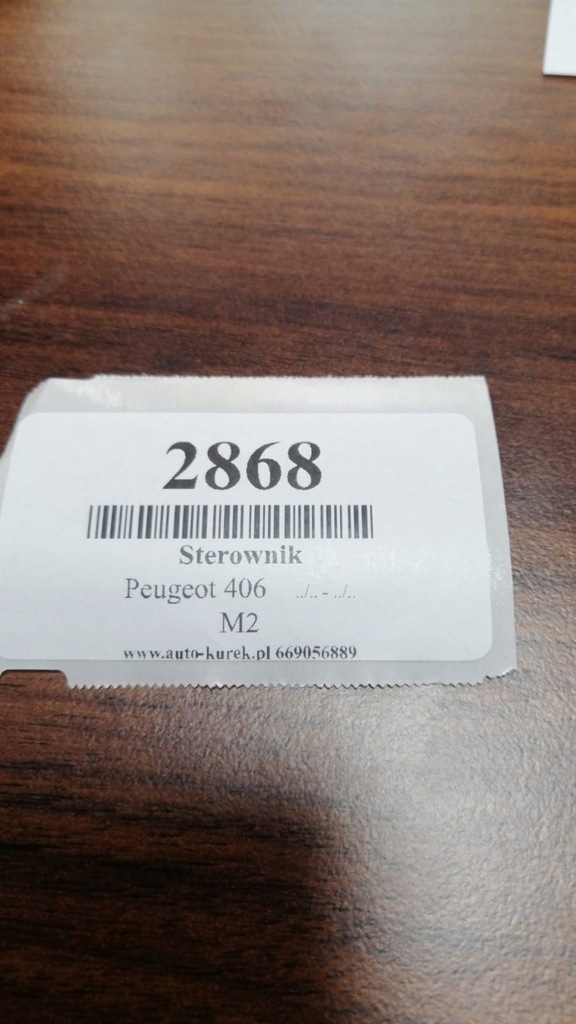 2868
Sterownik
Peugeot 406 ../.. - ../..
M2
www.auto-kurek.pl 669056889